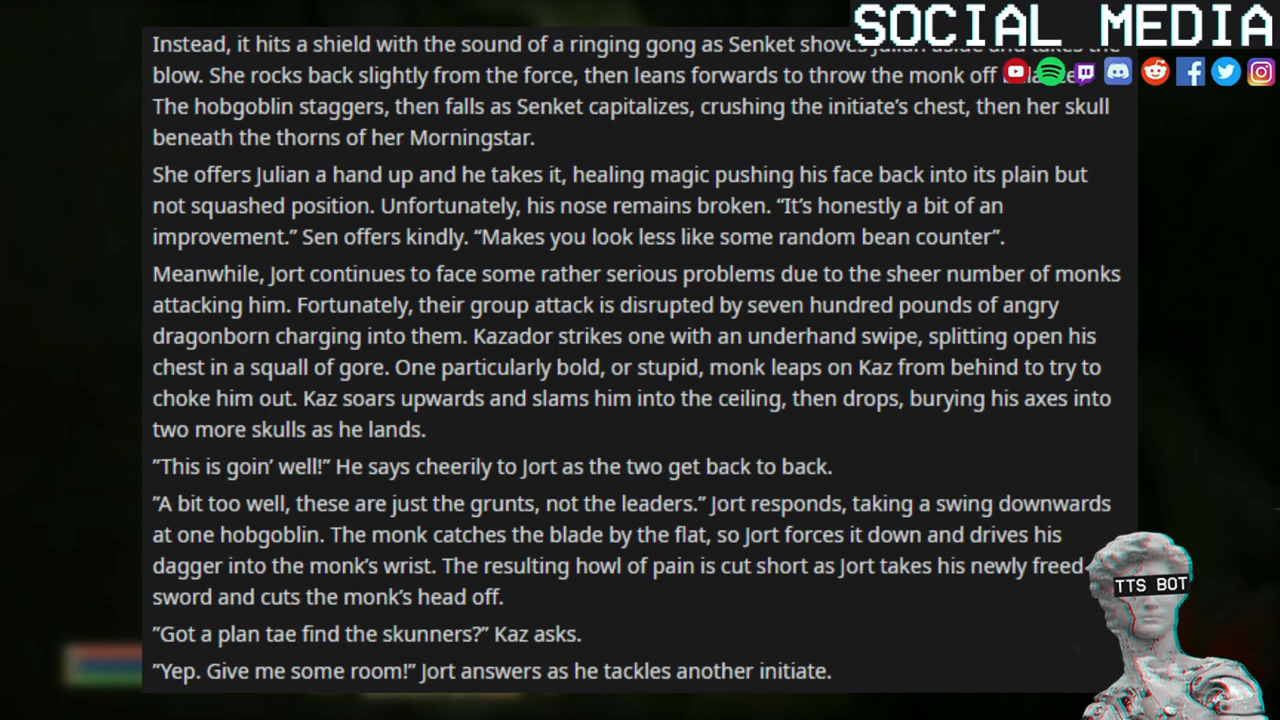 SOCIAL MEDIA
Instead, it hits a shield with the sound of a ringing gong as Senket shoves Julian aside and takes the
blow. She rocks back slightly from the force, then leans forwards to throw the monk off
The hobgoblin staggers, then falls as Senket capitalizes, crushing the initiate’s chest, then her skull
beneath the thorns of her Morningstar.
She offers Julian a hand up and he takes it, healing magic pushing his face back into its plain but
not squashed position. Unfortunately, his nose remains broken. “It’s honestly a bit of an
improvement.” Sen offers kindly. “Makes you look less like some random bean counter”.
Meanwhile, Jort continues to face some rather serious problems due to the sheer number of monks
attacking him. Fortunately, their group attack is disrupted by seven hundred pounds of angry
dragonborn charging into them. Kazador strikes one with an underhand swipe, splitting open his
chest in a squall of gore. One particularly bold, or stupid, monk leaps on Kaz from behind to try to
choke him out. Kaz soars upwards and slams him into the ceiling, then drops, burying his axes into
two more skulls as he lands.
”This is goin’ well!” He says cheerily to Jort as the two get back to back.
”A bit too well, these are just the grunts, not the leaders.” Jort responds, taking a swing downwards
at one hobgoblin. The monk catches the blade by the flat, so Jort forces it down and drives his
dagger into the monk’s wrist. The resulting howl of pain is cut short as Jort takes his newly freed
sword and cuts the monk’s head off.
”Got a plan tae find the skunners?” Kaz asks.
”Yep. Give me some room!” Jort answers as he tackles another initiate.
TTS BOT